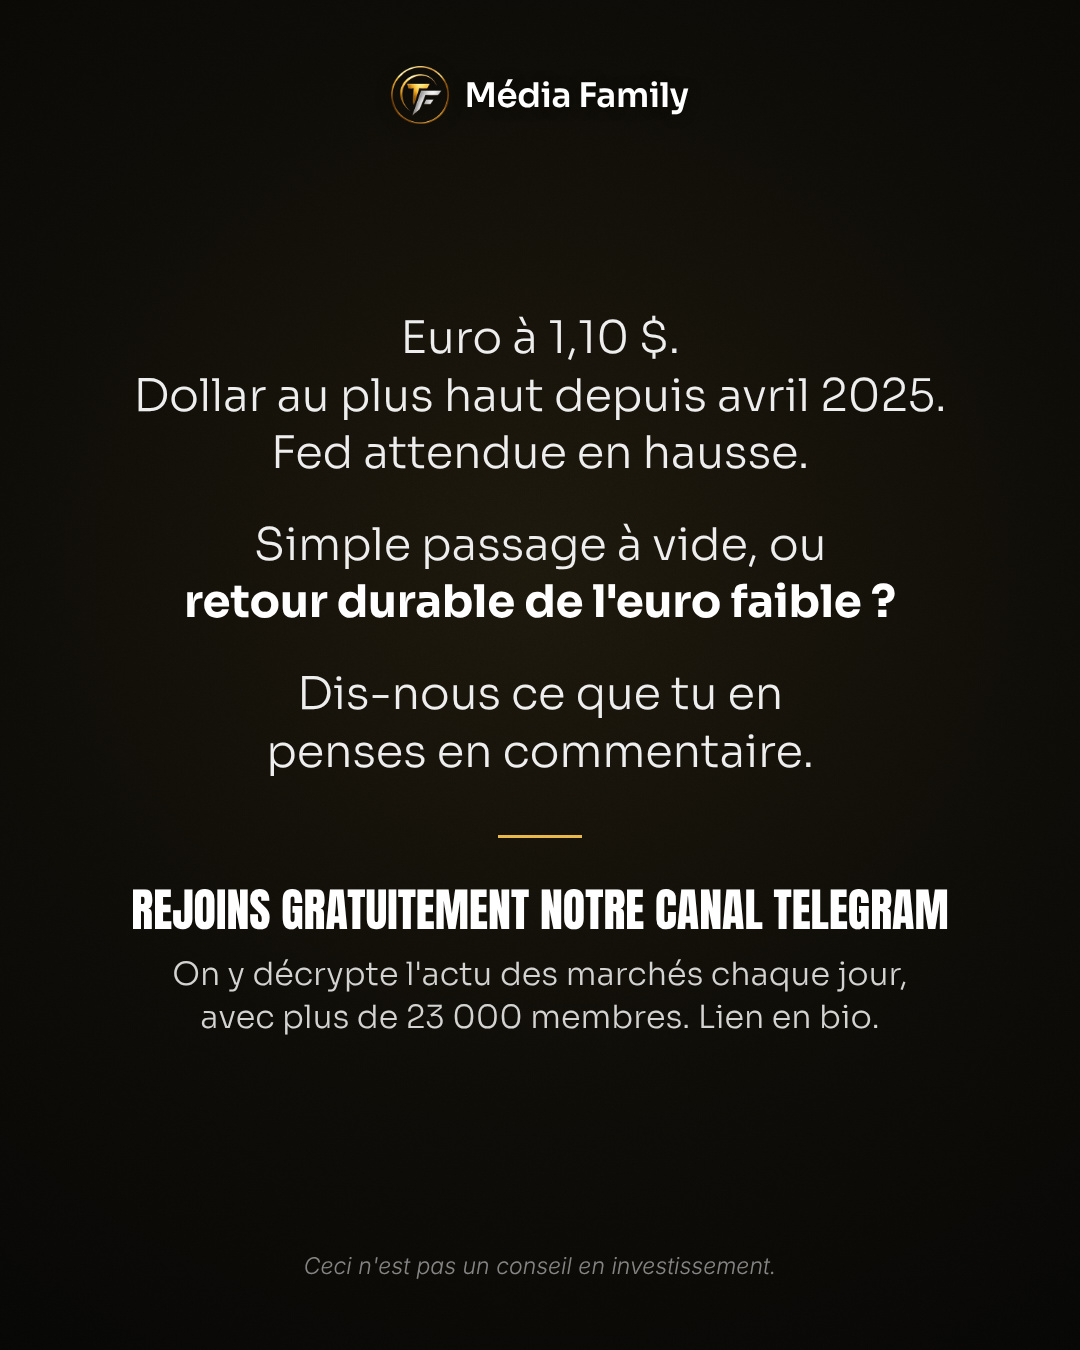 TF Média Family
Euro à 1,10 $.
Dollar au plus haut depuis avril 2025.
Fed attendue en hausse.
Simple passage à vide, ou
retour durable de l'euro faible ?
Dis-nous ce que tu en
penses en commentaire.
REJOINS GRATUITEMENT NOTRE CANAL TELEGRAM
On y décrypte l'actu des marchés chaque jour,
avec plus de 23 000 membres. Lien en bio.
Ceci n'est pas un conseil en investissement.